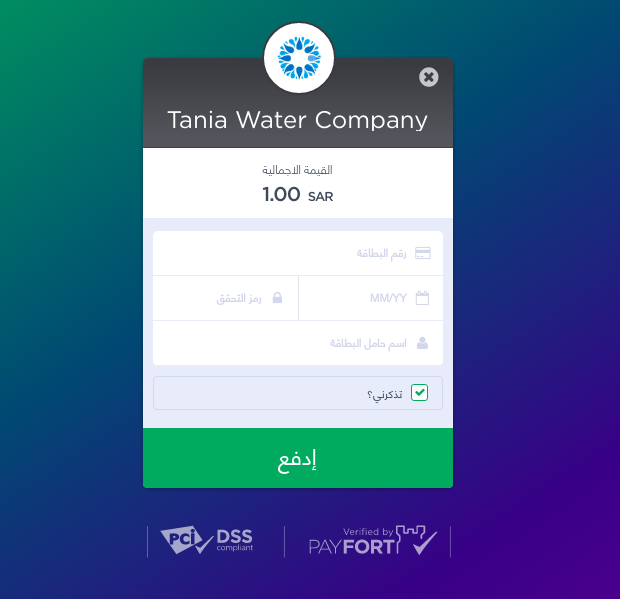 Tania Water Company
القيمة الاجمالية
1.00 SAR
رقم البطاقة
MM/YY
رمز التحقق
اسم حامل البطاقة
تذكرني؟
إدفع
PCI DSS compliant
Verified by
PAYFORT